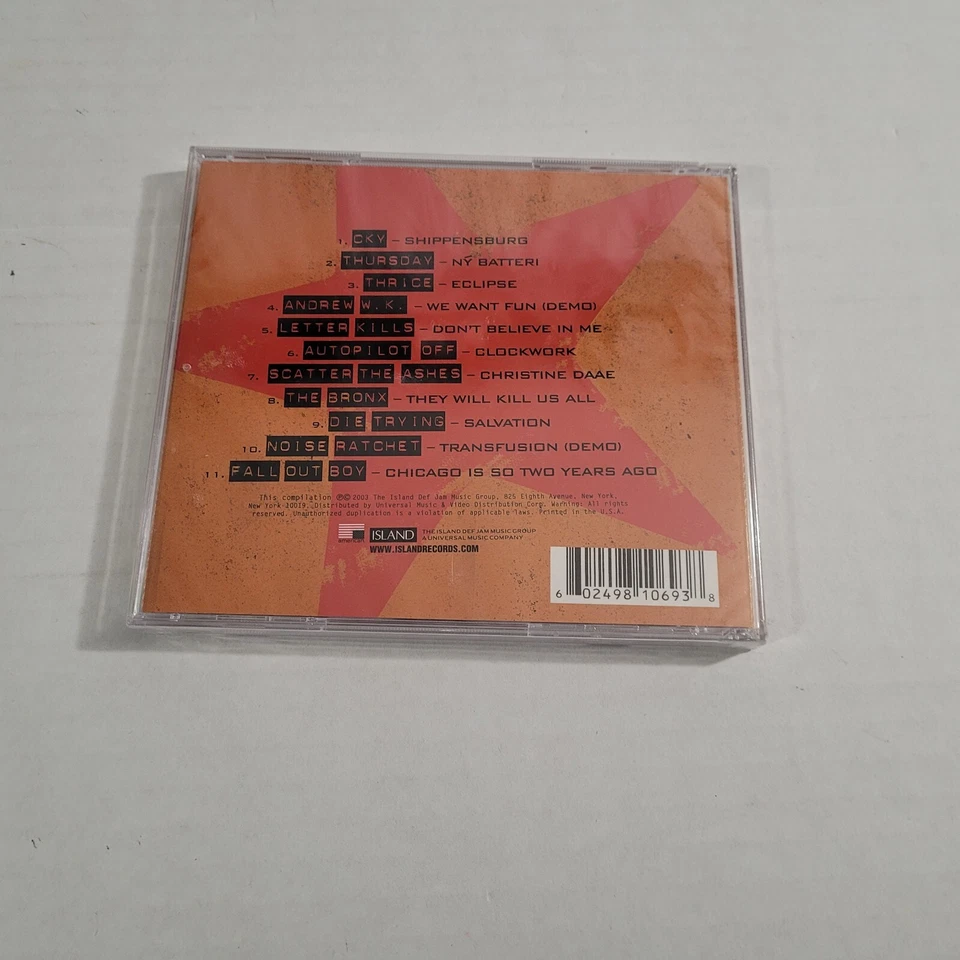 1. CKY – SHIPPENSBURG
2. THURSDAY – NY BATTERI
3. THRICE – ECLIPSE
4. ANDREW W.K. – WE WANT FUN (DEMO)
5. LETTER KILLS – DON'T BELIEVE IN ME
6. AUTOPILOT OFF – CLOCKWORK
7. SCATTER THE ASHES – CHRISTINE DAAE
8. THE BRONX – THEY WILL KILL US ALL
9. DIE TRYING – SALVATION
10. NOISE RATCHET – TRANSFUSION (DEMO)
11. FALL OUT BOY – CHICAGO IS SO TWO YEARS AGO
This compilation ℗© 2003 The Island Def Jam Music Group, 825 Eighth Avenue, New York,
New York 10019. Distributed by Universal Music & Video Distribution Corp. Warning: All rights
reserved. Unauthorized duplication is a violation of applicable laws. Printed in the U.S.A.
american ISLAND THE ISLAND DEF JAM MUSIC GROUP
A UNIVERSAL MUSIC COMPANY
WWW.ISLANDRECORDS.COM
6 02498 10693 8